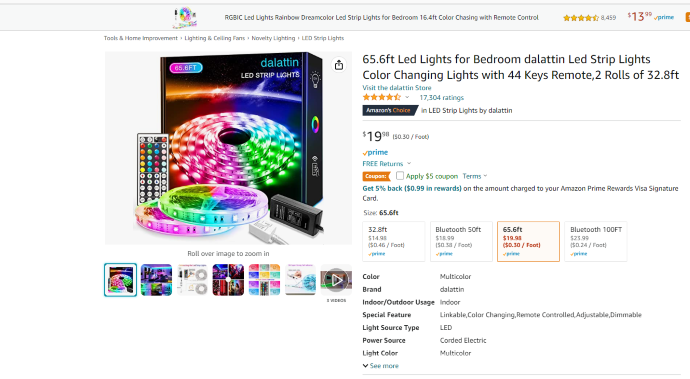 RGBIC Led Lights Rainbow Dreamcolor Led Strip Lights for Bedroom 16.4ft Color Chasing with Remote Control
8,459
$13.99 prime
Tools & Home Improvement › Lighting & Ceiling Fans › Novelty Lighting › LED Strip Lights
65.6FT
dalattin
LED STRIP LIGHTS
Roll over image to zoom in
5 VIDEOS
65.6ft Led Lights for Bedroom dalattin Led Strip Lights
Color Changing Lights with 44 Keys Remote,2 Rolls of 32.8ft
Visit the dalattin Store
17,304 ratings
Amazon's Choice in LED Strip Lights by dalattin
$19.98 ($0.30 / Foot)
prime
FREE Returns
Coupon: Apply $5 coupon Terms
Get 5% back ($0.99 in rewards) on the amount charged to your Amazon Prime Rewards Visa Signature
Card.
Size: 65.6ft
32.8ft
$14.98
($0.46 / Foot)
prime
Bluetooth 50ft
$18.99
($0.38 / Foot)
prime
65.6ft
$19.98
($0.30 / Foot)
prime
Bluetooth 100FT
$23.99
($0.24 / Foot)
prime
Color Multicolor
Brand dalattin
Indoor/Outdoor Usage Indoor
Special Feature Linkable,Color Changing,Remote Controlled,Adjustable,Dimmable
Light Source Type LED
Power Source Corded Electric
Light Color Multicolor
See more